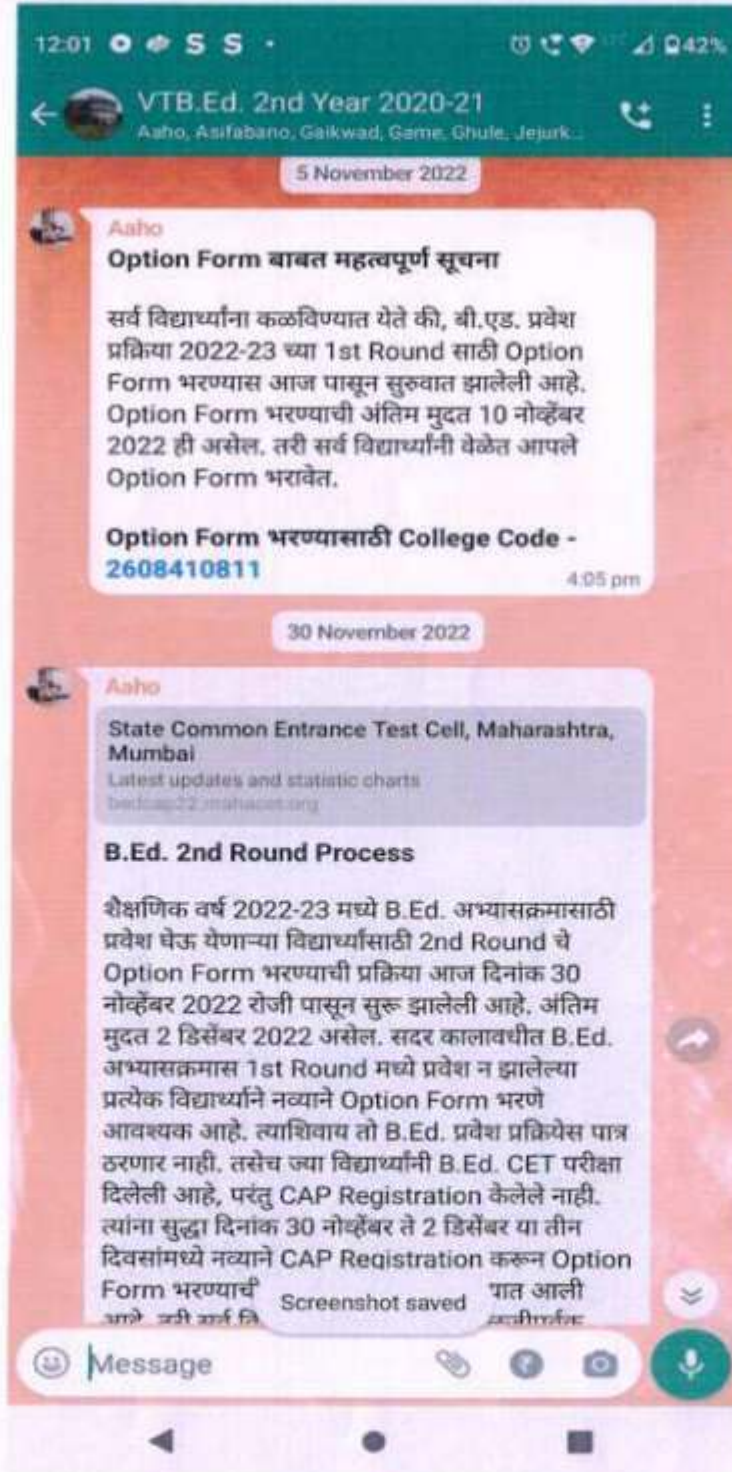 12:01 S S
42%
VTB.Ed. 2nd Year 2020-21
Aaho, Asifabano, Gaikwad, Game, Ghule, Jejurk...
5 November 2022
Aaho
Option Form बाबत महत्वपूर्ण सूचना
सर्व विद्यार्थ्यांना कळविण्यात येते की, बी.एड. प्रवेश
प्रक्रिया 2022-23 च्या 1st Round साठी Option
Form भरण्यास आज पासून सुरुवात झालेली आहे.
Option Form भरण्याची अंतिम मुदत 10 नोव्हेंबर
2022 ही असेल. तरी सर्व विद्यार्थ्यांनी वेळेत आपले
Option Form भरावेत.
Option Form भरण्यासाठी College Code -
2608410811
4:05 pm
30 November 2022
Aaho
State Common Entrance Test Cell, Maharashtra,
Mumbai
Latest updates and statistic charts
bedcap22.mahacet.org
B.Ed. 2nd Round Process
शैक्षणिक वर्ष 2022-23 मध्ये B.Ed. अभ्यासक्रमासाठी
प्रवेश घेऊ येणाऱ्या विद्यार्थ्यांसाठी 2nd Round चे
Option Form भरण्याची प्रक्रिया आज दिनांक 30
नोव्हेंबर 2022 रोजी पासून सुरू झालेली आहे. अंतिम
मुदत 2 डिसेंबर 2022 असेल. सदर कालावधीत B.Ed.
अभ्यासक्रमास 1st Round मध्ये प्रवेश न झालेल्या
प्रत्येक विद्यार्थ्याने नव्याने Option Form भरणे
आवश्यक आहे. त्याशिवाय तो B.Ed. प्रवेश प्रक्रियेस पात्र
ठरणार नाही. तसेच ज्या विद्यार्थ्यांनी B.Ed. CET परीक्षा
दिलेली आहे, परंतु CAP Registration केलेले नाही.
त्यांना सुद्धा दिनांक 30 नोव्हेंबर ते 2 डिसेंबर या तीन
दिवसांमध्ये नव्याने CAP Registration करून Option
Form भरण्याची
आली
Screenshot saved
Message